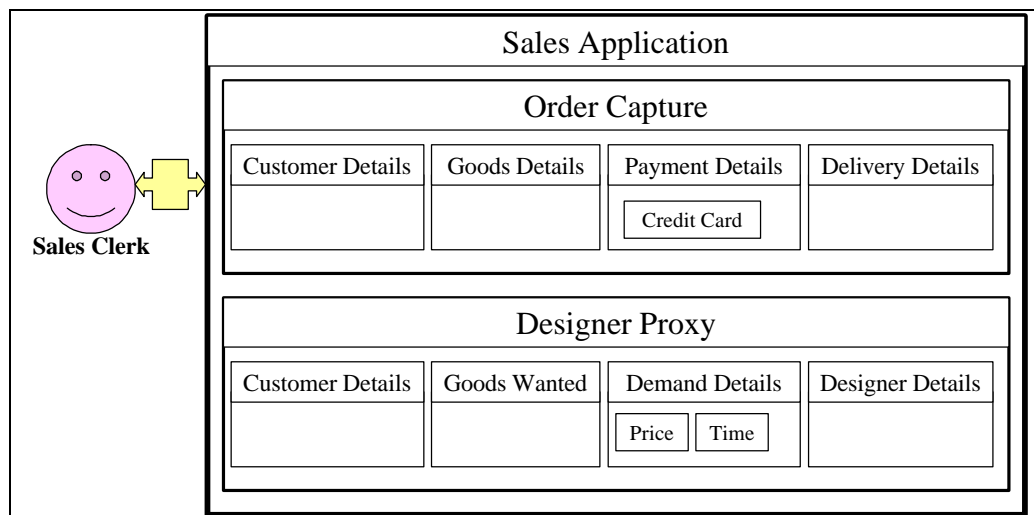 Sales Application
Order Capture
Customer Details
Goods Details
Payment Details
Delivery Details
Credit Card
Sales Clerk
Designer Proxy
Customer Details
Goods Wanted
Demand Details
Designer Details
Price
Time